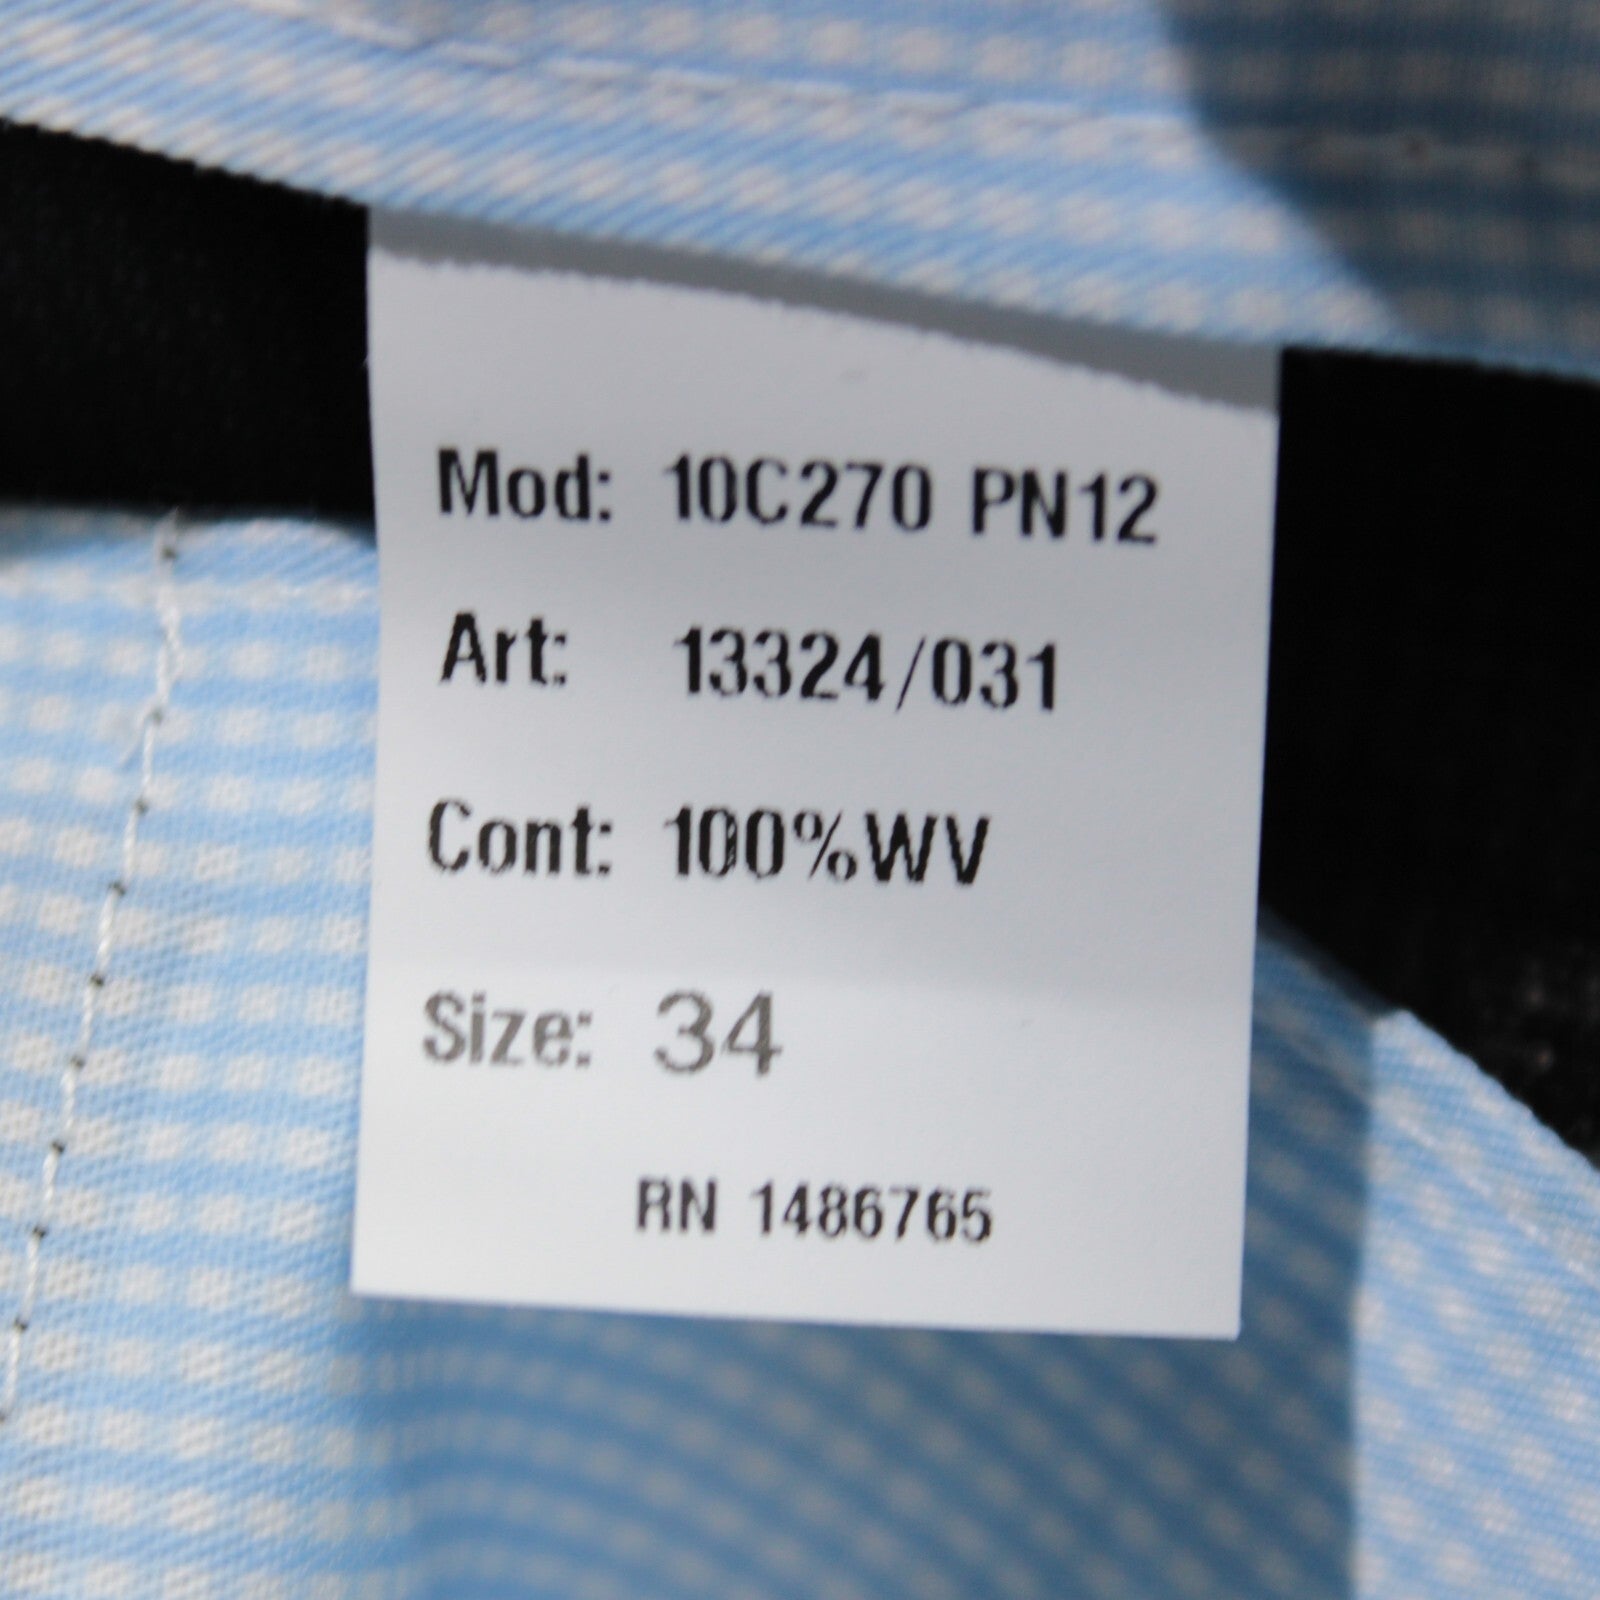 Mod: 10C270 PN12
Art: 13324/031
Cont: 100%WV
Size: 34
RN 1486765